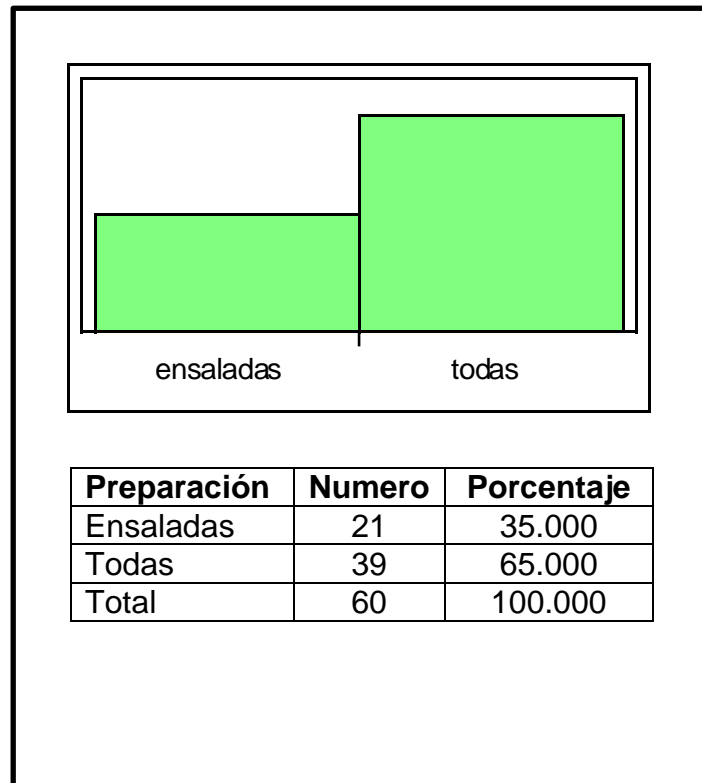 ensaladas todas
Preparación Numero Porcentaje
Ensaladas 21 35.000
Todas 39 65.000
Total 60 100.000